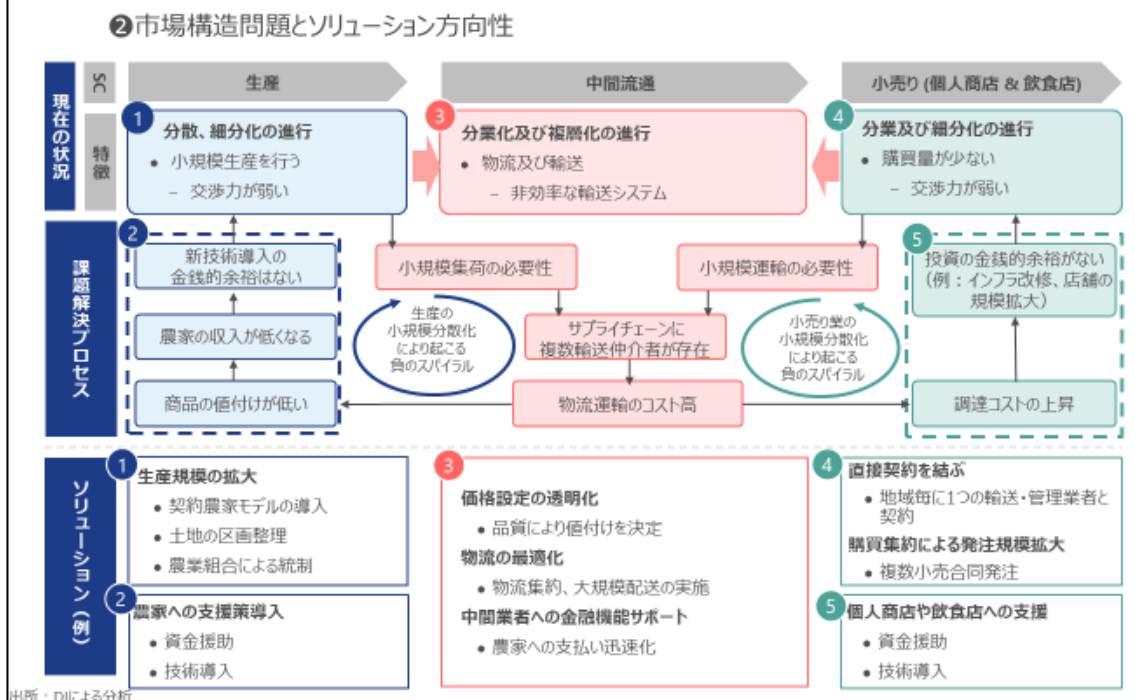 ❷市場構造問題とソリューション方向性
現在の状況
SC
生産
中間流通
小売り (個人商店 & 飲食店)
特徴
1
分散、細分化の進行
• 小規模生産を行う
– 交渉力が弱い
3
分業化及び複層化の進行
• 物流及び輸送
– 非効率な輸送システム
4
分業及び細分化の進行
• 購買量が少ない
– 交渉力が弱い
課題解決プロセス
2
新技術導入の
金銭的余裕はない
農家の収入が低くなる
商品の値付けが低い
小規模集荷の必要性
小規模運輸の必要性
生産の
小規模分散化
により起こる
負のスパイラル
サプライチェーンに
複数輸送仲介者が存在
小売り業の
小規模分散化
により起こる
負のスパイラル
物流運輸のコスト高
5
投資の金銭的余裕がない
(例：インフラ改修、店舗の
規模拡大)
調達コストの上昇
ソリューション(例)
1
生産規模の拡大
• 契約農家モデルの導入
• 土地の区画整理
• 農業組合による統制
2
農家への支援策導入
• 資金援助
• 技術導入
3
価格設定の透明化
• 品質により値付けを決定
物流の最適化
• 物流集約、大規模配送の実施
中間業者への金融機能サポート
• 農家への支払い迅速化
4
直接契約を結ぶ
• 地域毎に1つの輸送・管理業者と
契約
購買集約による発注規模拡大
• 複数小売合同発注
5
個人商店や飲食店への支援
• 資金援助
• 技術導入
出所：DIによる分析